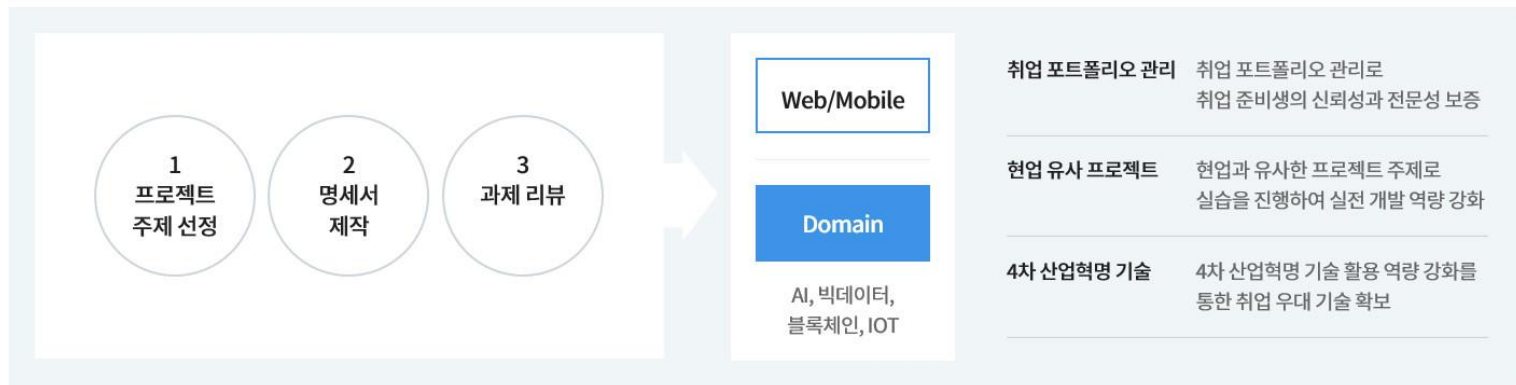 1
프로젝트
주제 선정
2
명세서
제작
3
과제 리뷰
Web/Mobile
Domain
AI, 빅데이터,
블록체인, IOT
취업 포트폴리오 관리
취업 포트폴리오 관리로
취업 준비생의 신뢰성과 전문성 보증
현업 유사 프로젝트
현업과 유사한 프로젝트 주제로
실습을 진행하여 실전 개발 역량 강화
4차 산업혁명 기술
4차 산업혁명 기술 활용 역량 강화를
통한 취업 우대 기술 확보